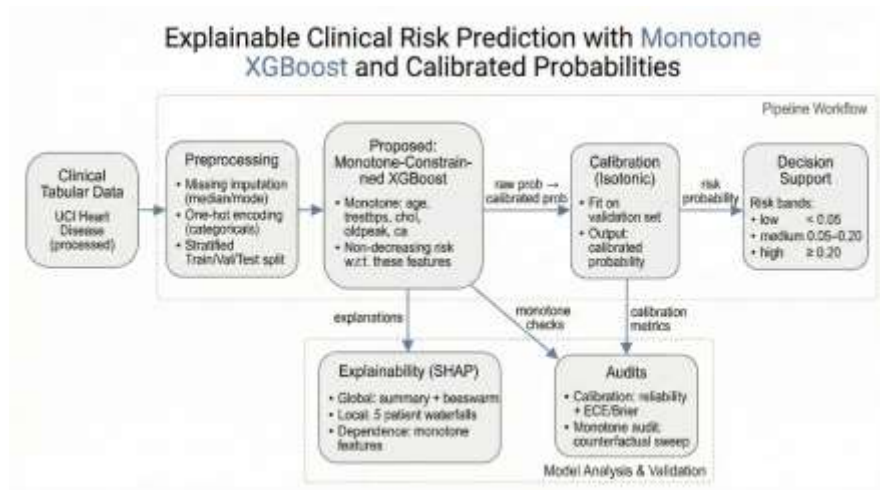 Explainable Clinical Risk Prediction with Monotone
XGBoost and Calibrated Probabilities
Pipeline Workflow
Clinical
Tabular Data
UCI Heart
Disease
(processed)
Preprocessing
• Missing imputation
(median/mode)
• One-hot encoding
(categoricals)
• Stratified
Train/Val/Test split
Proposed:
Monotone-Constrai-
ned XGBoost
• Monotone: age,
trestbps, chol,
oldpeak, ca
• Non-decreasing risk
w.r.t. these features
raw prob →
calibrated prob
Calibration
(Isotonic)
• Fit on
validation set
• Output:
calibrated
probability
risk
probability
Decision
Support
Risk bands:
• low < 0.05
• medium 0.05–0.20
• high ≥ 0.20
explanations
monotone
checks
calibration
metrics
Explainability (SHAP)
• Global: summary + beeswarm
• Local: 5 patient waterfalls
• Dependence: monotone
features
Audits
• Calibration: reliability
+ ECE/Brier
• Monotone audit:
counterfactual sweep
Model Analysis & Validation